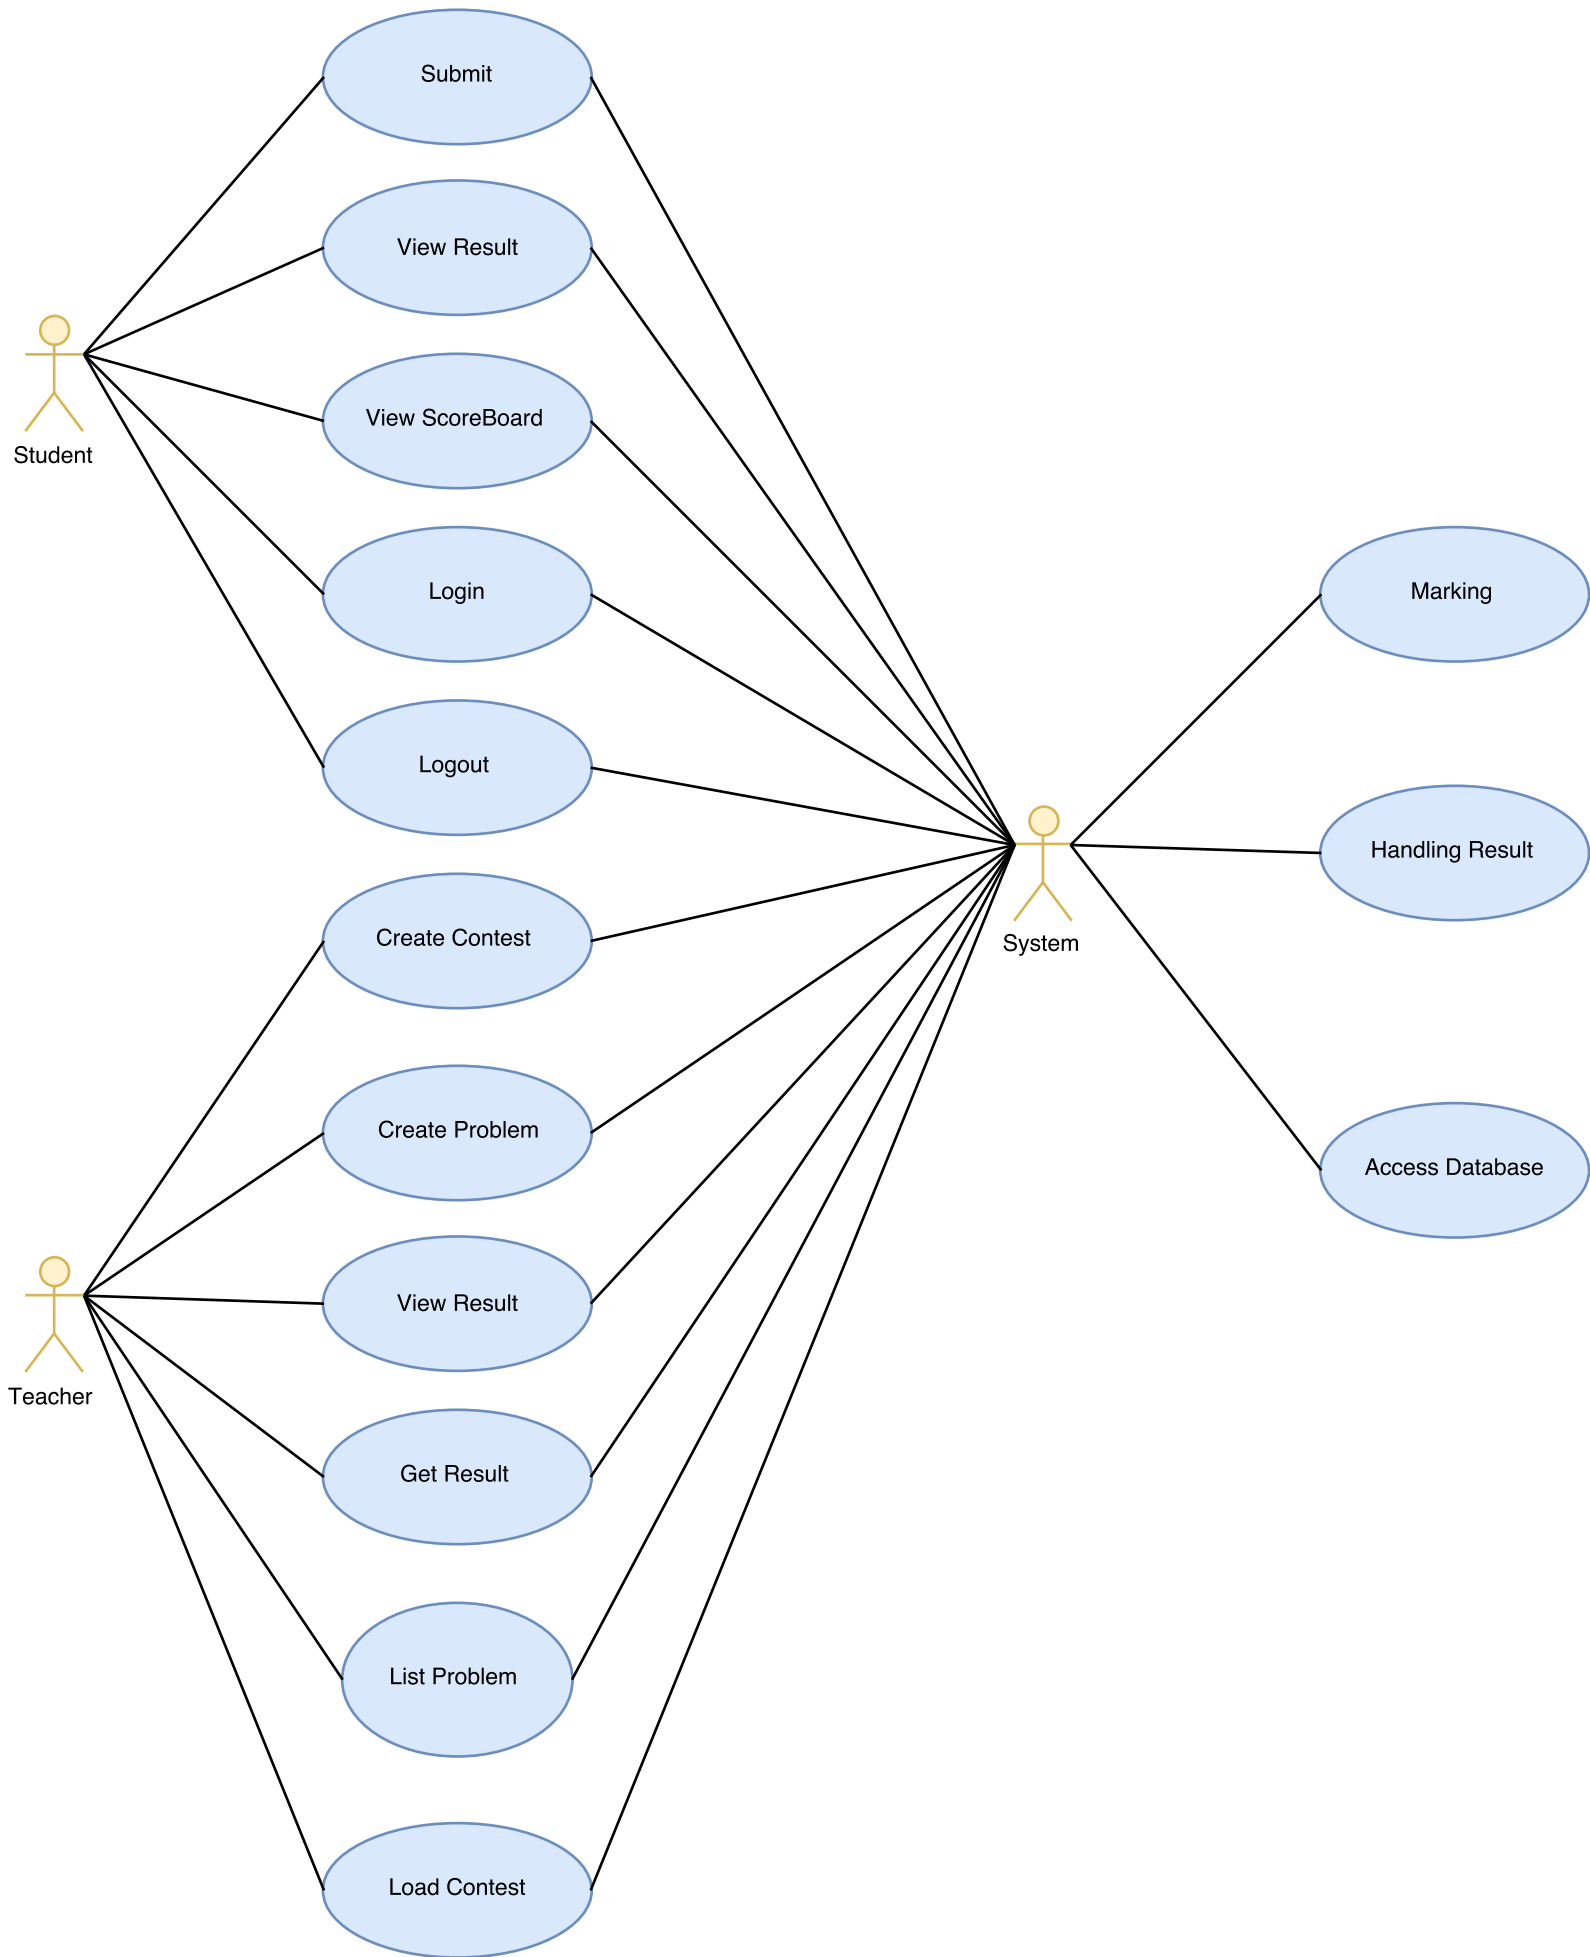 Submit
View Result
View ScoreBoard
Student
Login
Marking
Logout
Handling Result
Create Contest
System
Create Problem
Access Database
View Result
Teacher
Get Result
List Problem
Load Contest